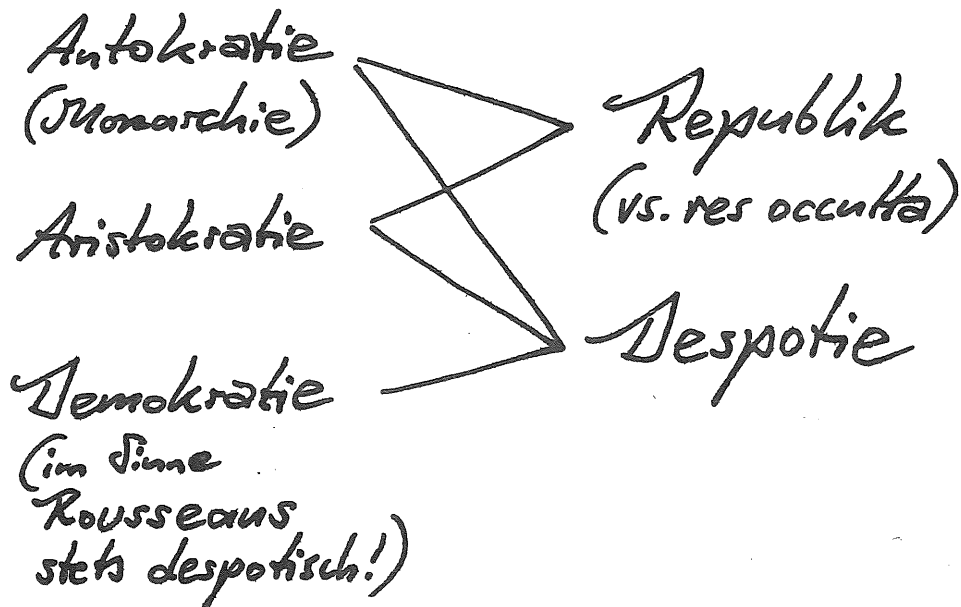 Autokratie
(Monarchie)
Aristokratie
Demokratie
(im Sinne
Rousseaus
stets despotisch!)
Republik
(vs. res occulta)
Despotie